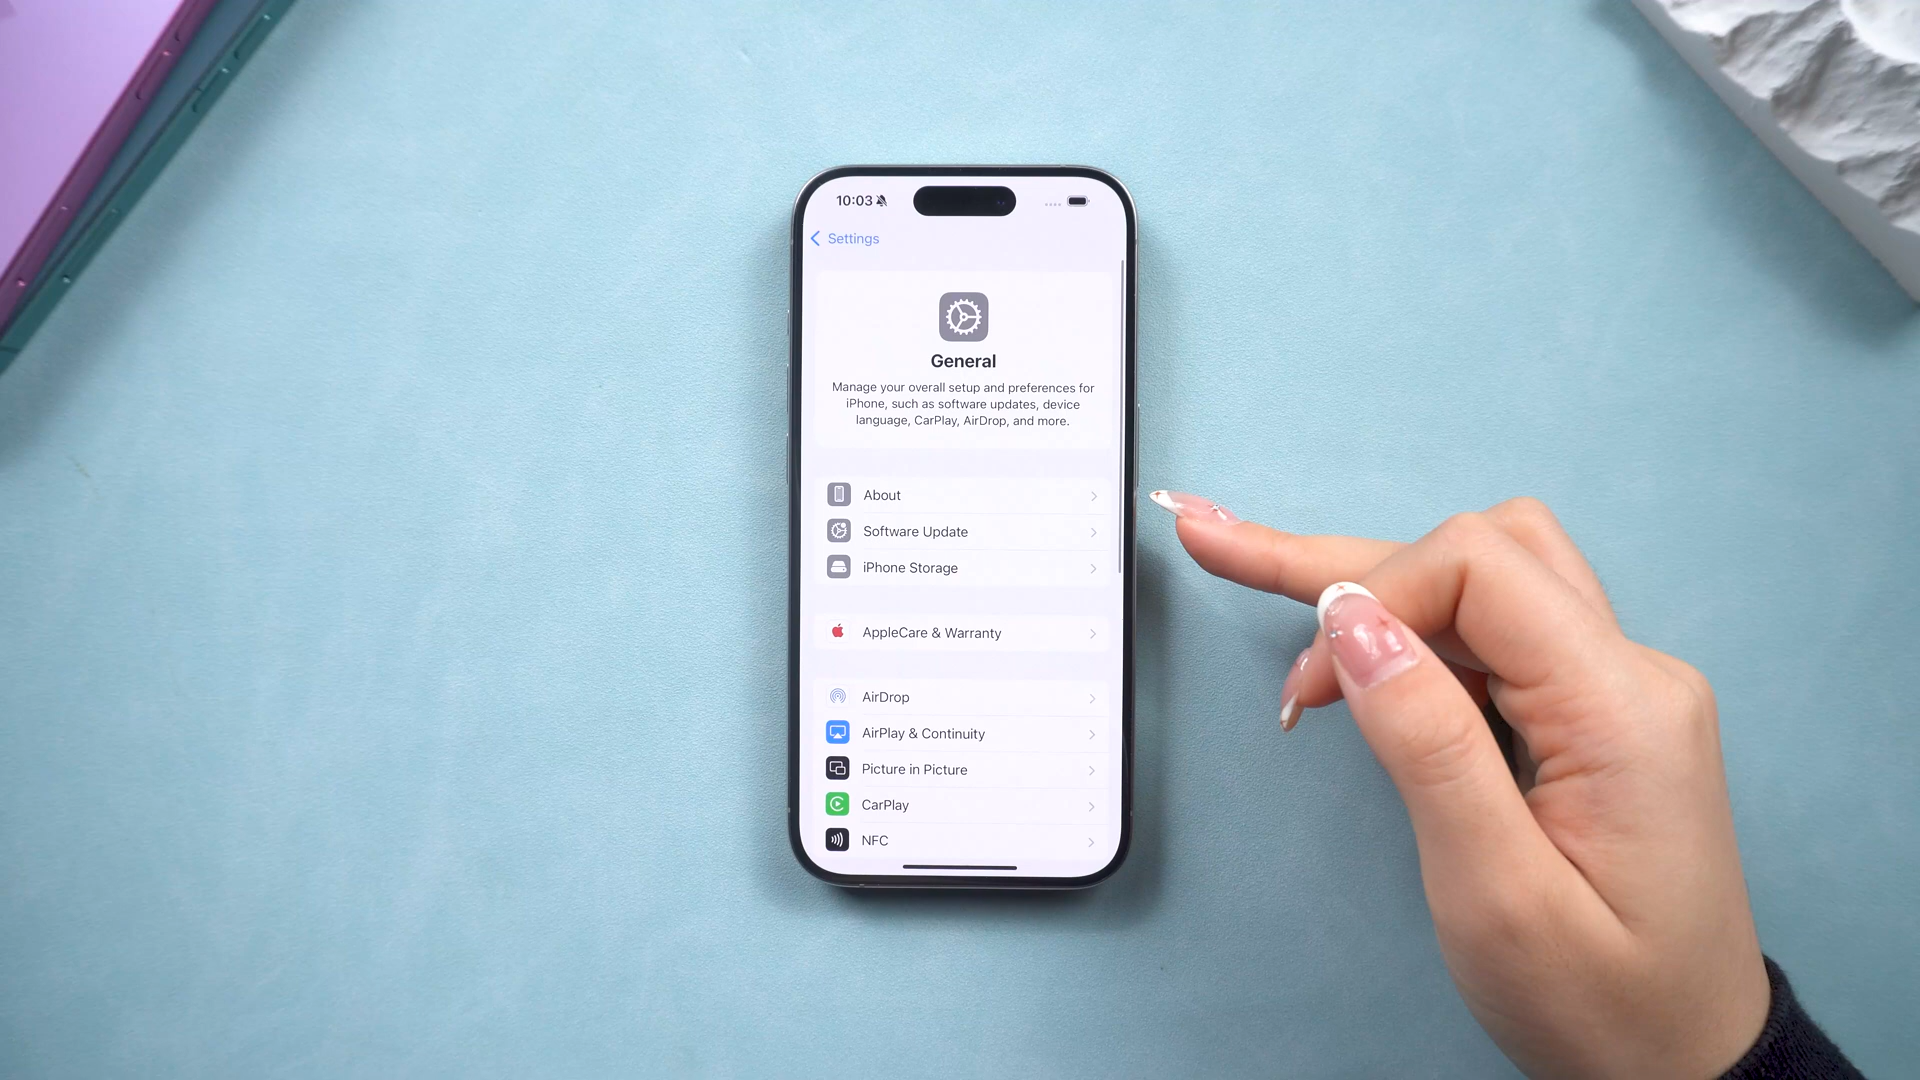 10:03
Settings
General
Manage your overall setup and preferences for
iPhone, such as software updates, device
language, CarPlay, AirDrop, and more.
About
Software Update
iPhone Storage
AppleCare & Warranty
AirDrop
AirPlay & Continuity
Picture in Picture
CarPlay
NFC